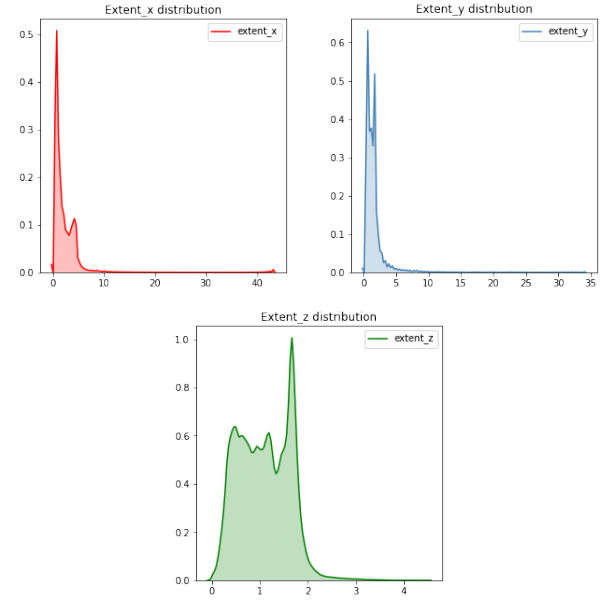 Extent_x distribution
extent_x
0.5
0.4
0.3
0.2
0.1
0.0
0 10 20 30 40
Extent_y distribution
extent_y
0.6
0.5
0.4
0.3
0.2
0.1
0.0
0 5 10 15 20 25 30 35
Extent_z distribution
extent_z
1.0
0.8
0.6
0.4
0.2
0.0
0 1 2 3 4